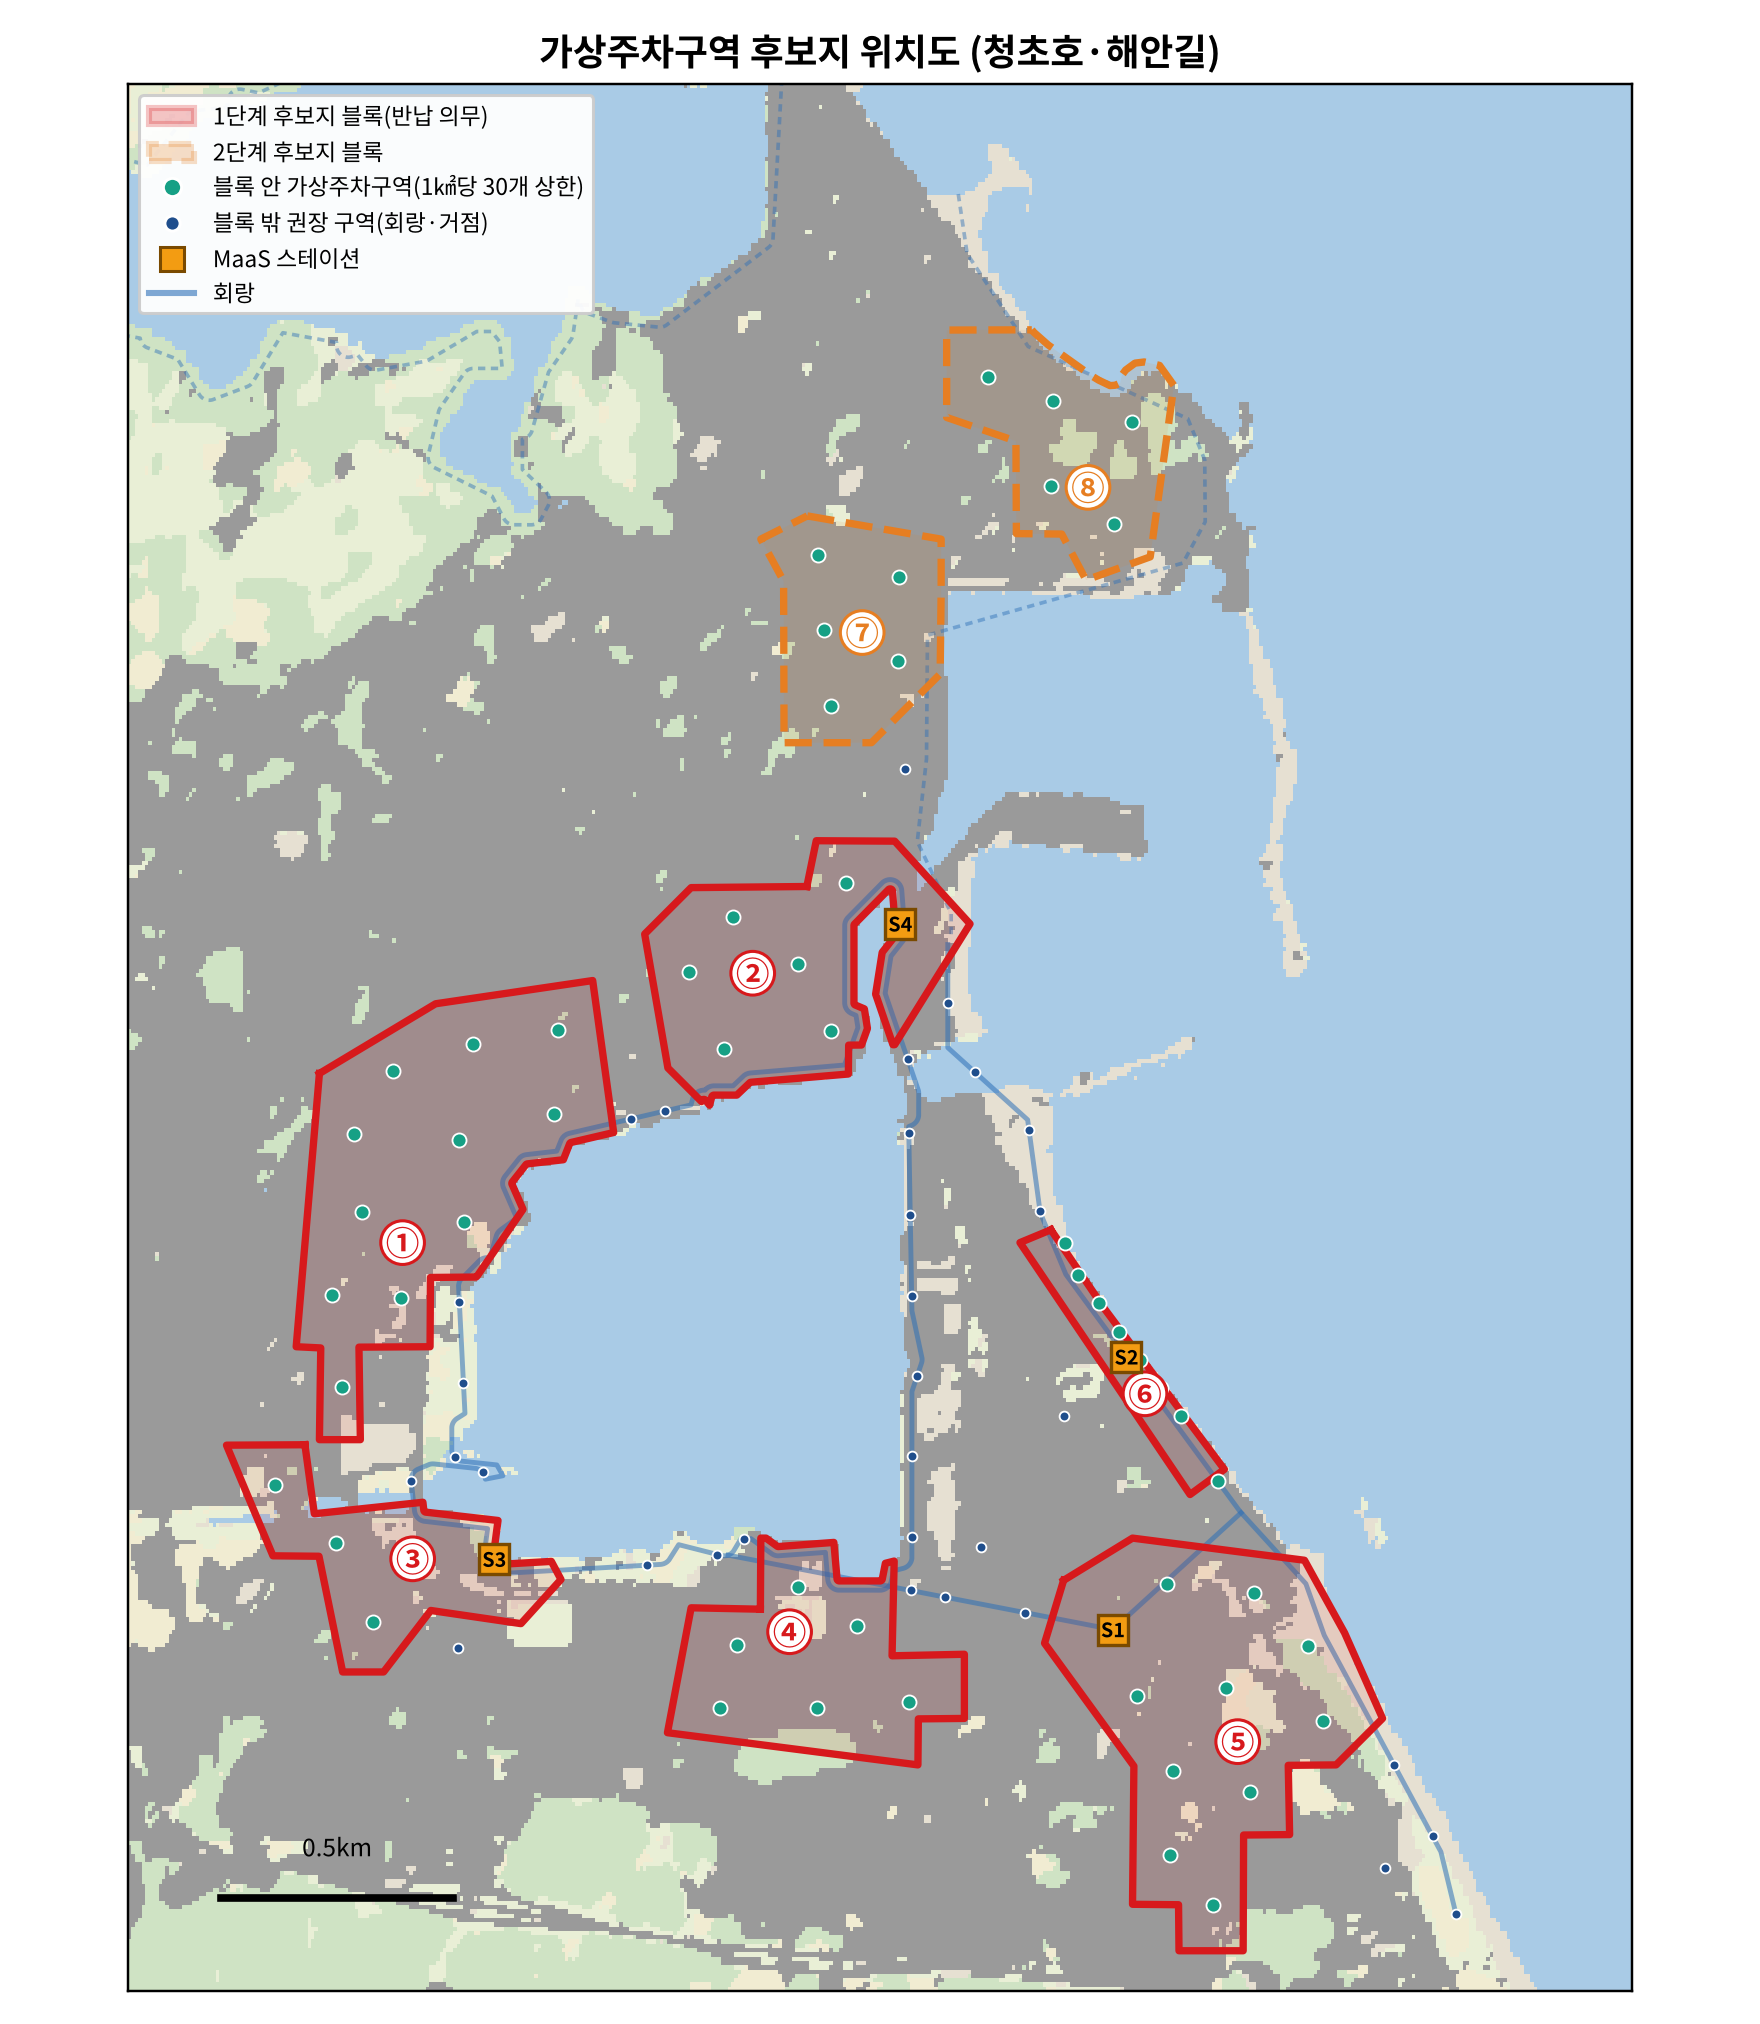 가상주차구역 후보지 위치도 (청초호·해안길)
1단계 후보지 블록(반납 의무)
2단계 후보지 블록
블록 안 가상주차구역(1㎢당 30개 상한)
블록 밖 권장 구역(회랑·거점)
MaaS 스테이션
회랑
8
7
S4
2
1
S2
6
S3
3
4
S1
5
0.5km